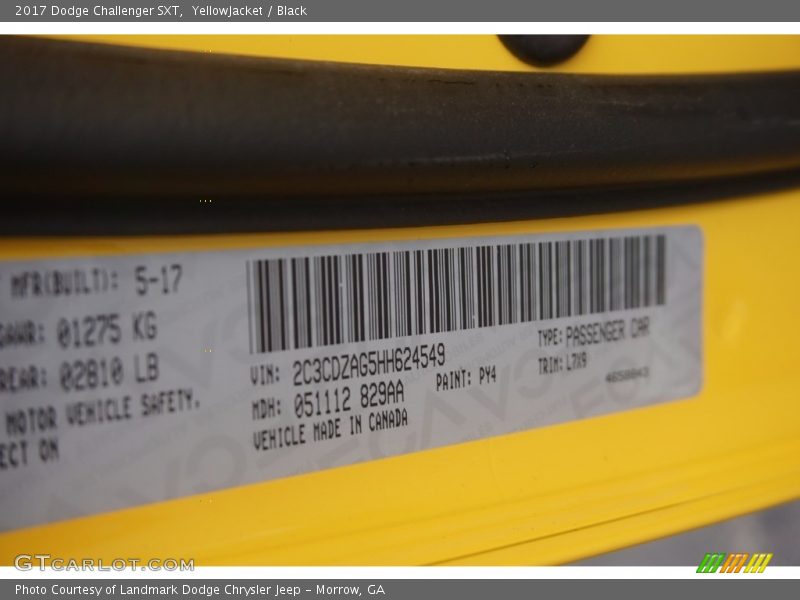 2017 Dodge Challenger SXT, YellowJacket / Black
MFR(BUILT): 5-17
GAWR: 01275 KG
REAR: 02810 LB
MOTOR VEHICLE SAFETY.
ECT ON
VIN: 2C3CDZAG5HH624549
MDH: 051112 829AA
VEHICLE MADE IN CANADA
PAINT: PY4
TYPE: PASSENGER CAR
TRIM: L7X9
GTCARLOT.COM
Photo Courtesy of Landmark Dodge Chrysler Jeep – Morrow, GA